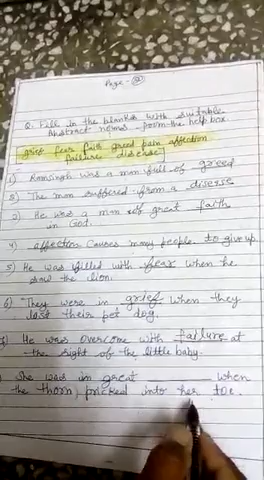 Page :- 20
Q. Fill in the blanks with suitable
Abstract nouns from the help box.
grief fear faith greed pain affection
failure disease
1) Ramsingh was a man full of greed
2) The man suffered from a disease
3) He was a man of great faith
in God.
4) affection causes many people to give up.
5) He was filled with fear when he
saw the lion.
6) They were in grief when they
lost their pet dog.
7) He was overcome with failure at
the sight of the little baby.
She was in great ______ when
the thorn pricked into her toe.